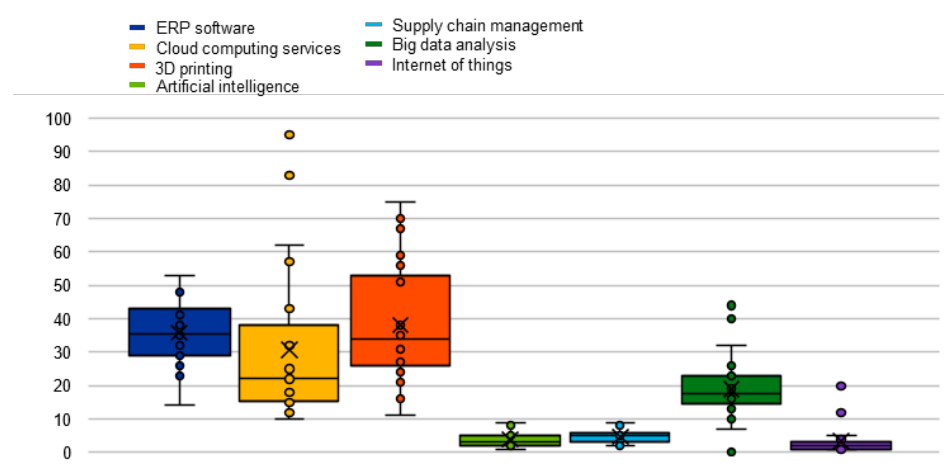 ERP software
Cloud computing services
3D printing
Artificial intelligence
Supply chain management
Big data analysis
Internet of things
100
90
80
70
60
50
40
30
20
10
0